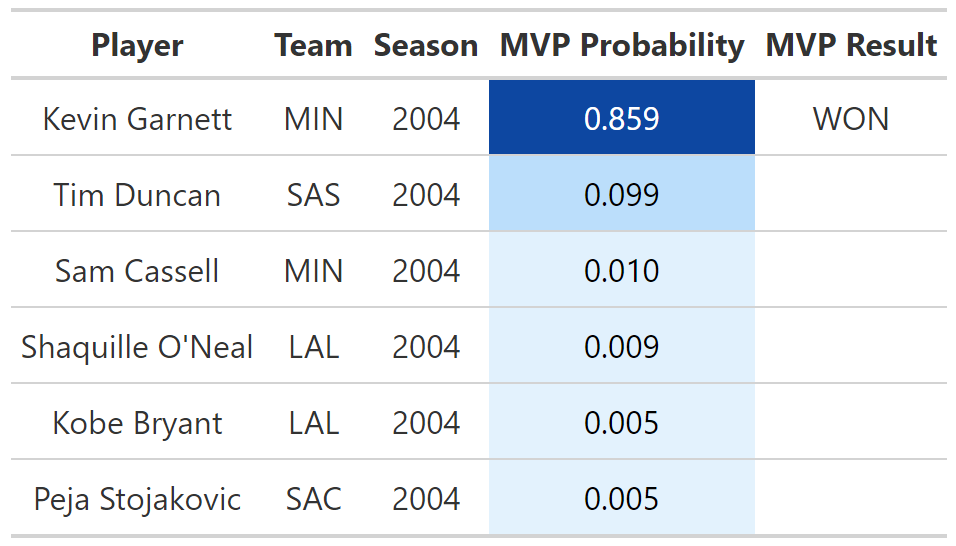 Player Team Season MVP Probability MVP Result
Kevin Garnett MIN 2004 0.859 WON
Tim Duncan SAS 2004 0.099
Sam Cassell MIN 2004 0.010
Shaquille O'Neal LAL 2004 0.009
Kobe Bryant LAL 2004 0.005
Peja Stojakovic SAC 2004 0.005